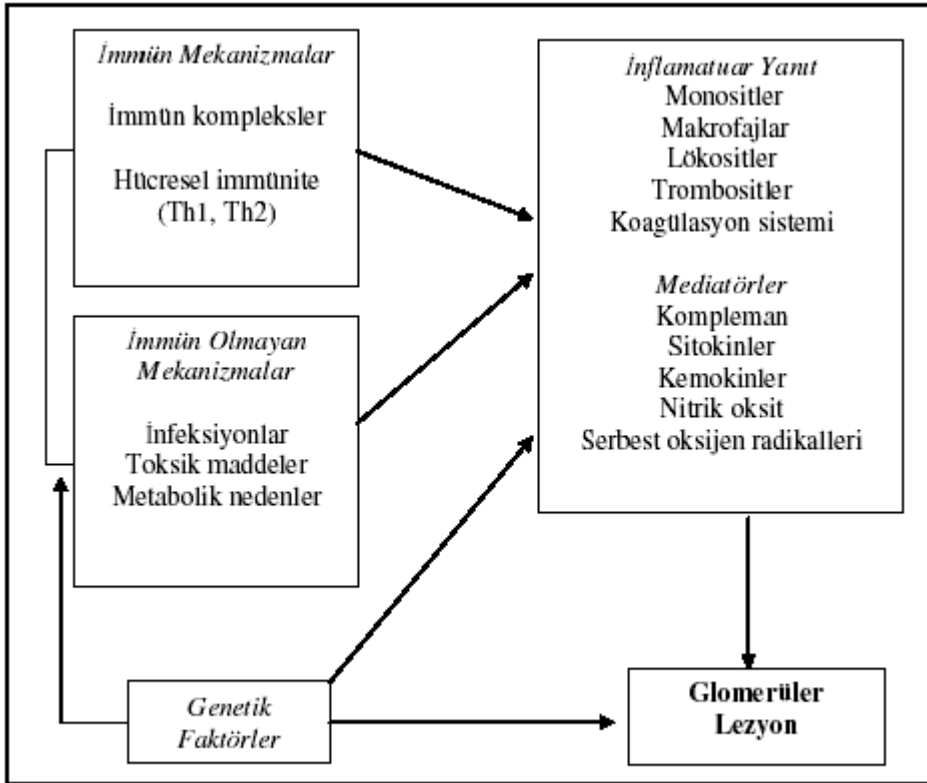 İmmün Mekanizmalar
İmmün kompleksler
Hücresel immünite
(Th1, Th2)
İmmün Olmayan
Mekanizmalar
İnfeksiyonlar
Toksik maddeler
Metabolik nedenler
Genetik
Faktörler
İnflamatuar Yanıt
Monositler
Makrofajlar
Lökositler
Trombositler
Koagülasyon sistemi
Mediatörler
Kompleman
Sitokinler
Kemokinler
Nitrik oksit
Serbest oksijen radikalleri
Glomerüler
Lezyon